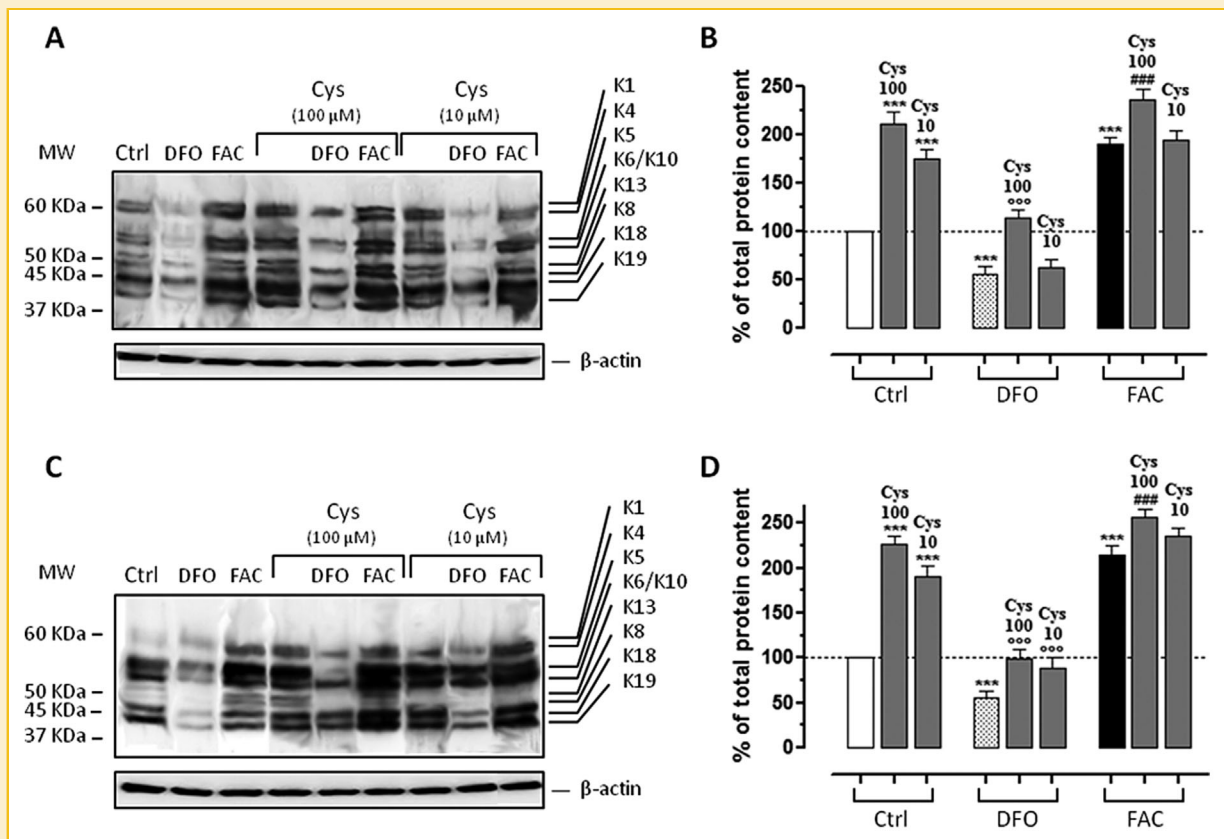 A
Cys Cys
(100 µM) (10 µM)
MW Ctrl DFO FAC DFO FAC DFO FAC
60 KDa
50 KDa
45 KDa
37 KDa
K1
K4
K5
K6/K10
K13
K8
K18
K19
β-actin
B
% of total protein content
250
200
150
100
50
0
Cys
100
***
Cys
10
***
***
Cys
100
°°°
Cys
10
***
Cys
100
###
Cys
10
Ctrl DFO FAC
C
Cys Cys
(100 µM) (10 µM)
MW Ctrl DFO FAC DFO FAC DFO FAC
60 KDa
50 KDa
45 KDa
37 KDa
K1
K4
K5
K6/K10
K13
K8
K18
K19
β-actin
D
% of total protein content
250
200
150
100
50
0
Cys
100
***
Cys
10
***
***
Cys
100
°°°
Cys
10
°°°
***
Cys
100
###
Cys
10
Ctrl DFO FAC